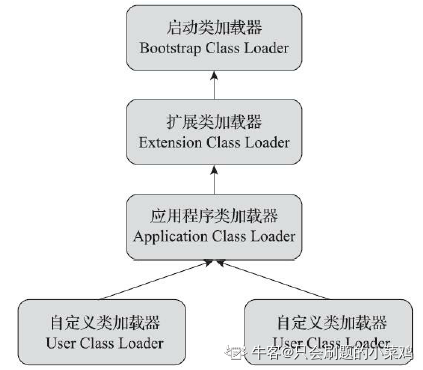 启动类加载器
Bootstrap Class Loader
扩展类加载器
Extension Class Loader
应用程序类加载器
Application Class Loader
自定义类加载器
User Class Loader
自定义类加载器
User Class Loader
牛客@只会刷题的小菜鸡